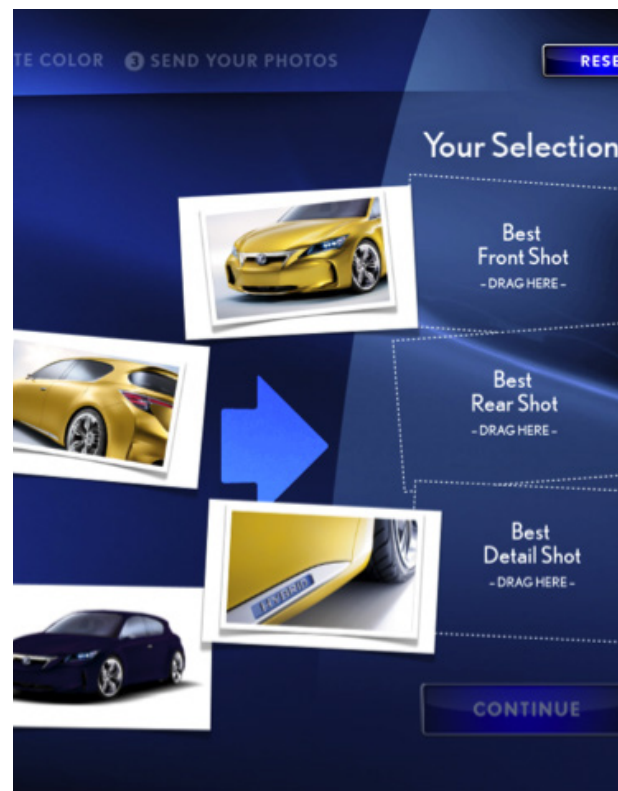 TE COLOR 3 SEND YOUR PHOTOS
RESE
Your Selection
Best
Front Shot
- DRAG HERE -
Best
Rear Shot
- DRAG HERE -
HYBRID
Best
Detail Shot
- DRAG HERE -
CONTINUE